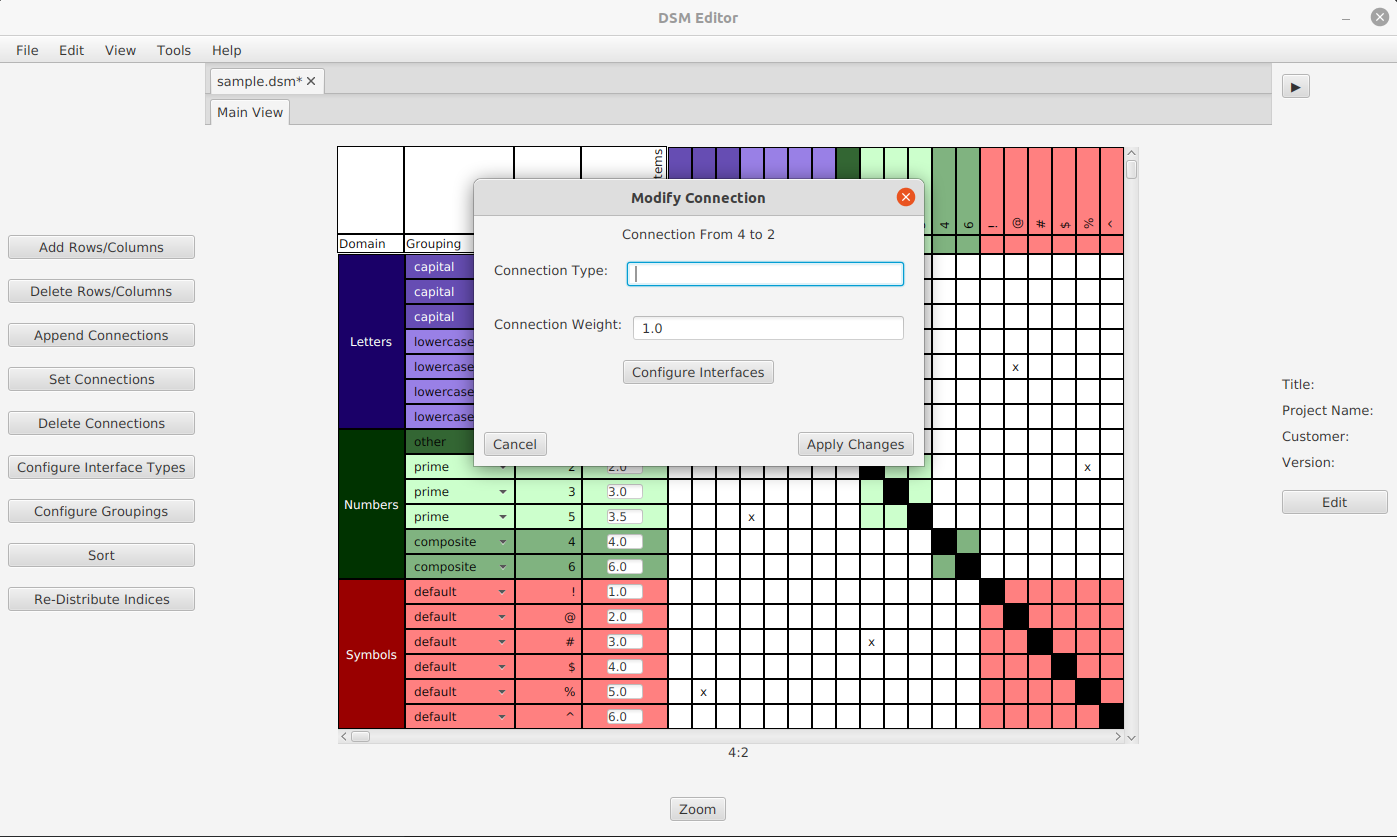 DSM Editor
File Edit View Tools Help
sample.dsm*
Main View
Add Rows/Columns
Delete Rows/Columns
Append Connections
Set Connections
Delete Connections
Configure Interface Types
Configure Groupings
Sort
Re-Distribute Indices
4 6 ! @ # $ % ^
Domain Grouping
Modify Connection
Connection From 4 to 2
Connection Type:
Connection Weight: 1.0
Configure Interfaces
Cancel Apply Changes
Letters
capital
capital
capital
lowercase
lowercase x
lowercase
lowercase
Numbers
other
prime 2 2.0 x
prime 3 3.0
prime 5 3.5 x
composite 4 4.0
composite 6 6.0
Symbols
default ! 1.0
default @ 2.0
default # 3.0 x
default $ 4.0
default % 5.0 x
default ^ 6.0
4:2
Zoom
Title:
Project Name:
Customer:
Version:
Edit